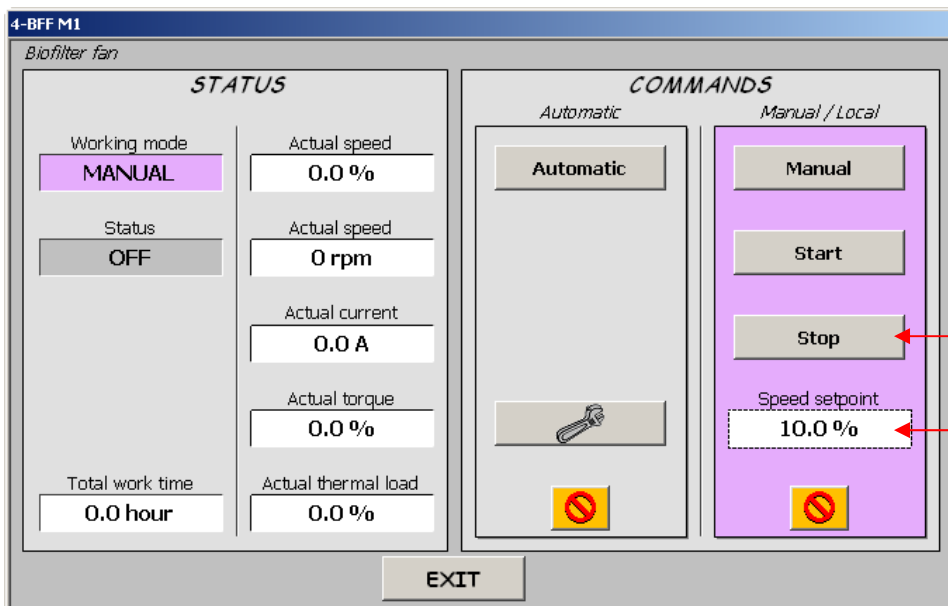 4-BFF M1
Biofilter fan
STATUS
Working mode
MANUAL
Status
OFF
Total work time
0.0 hour
Actual speed
0.0 %
Actual speed
0 rpm
Actual current
0.0 A
Actual torque
0.0 %
Actual thermal load
0.0 %
COMMANDS
Automatic
Automatic
Manual / Local
Manual
Start
Stop
Speed setpoint
10.0 %
EXIT